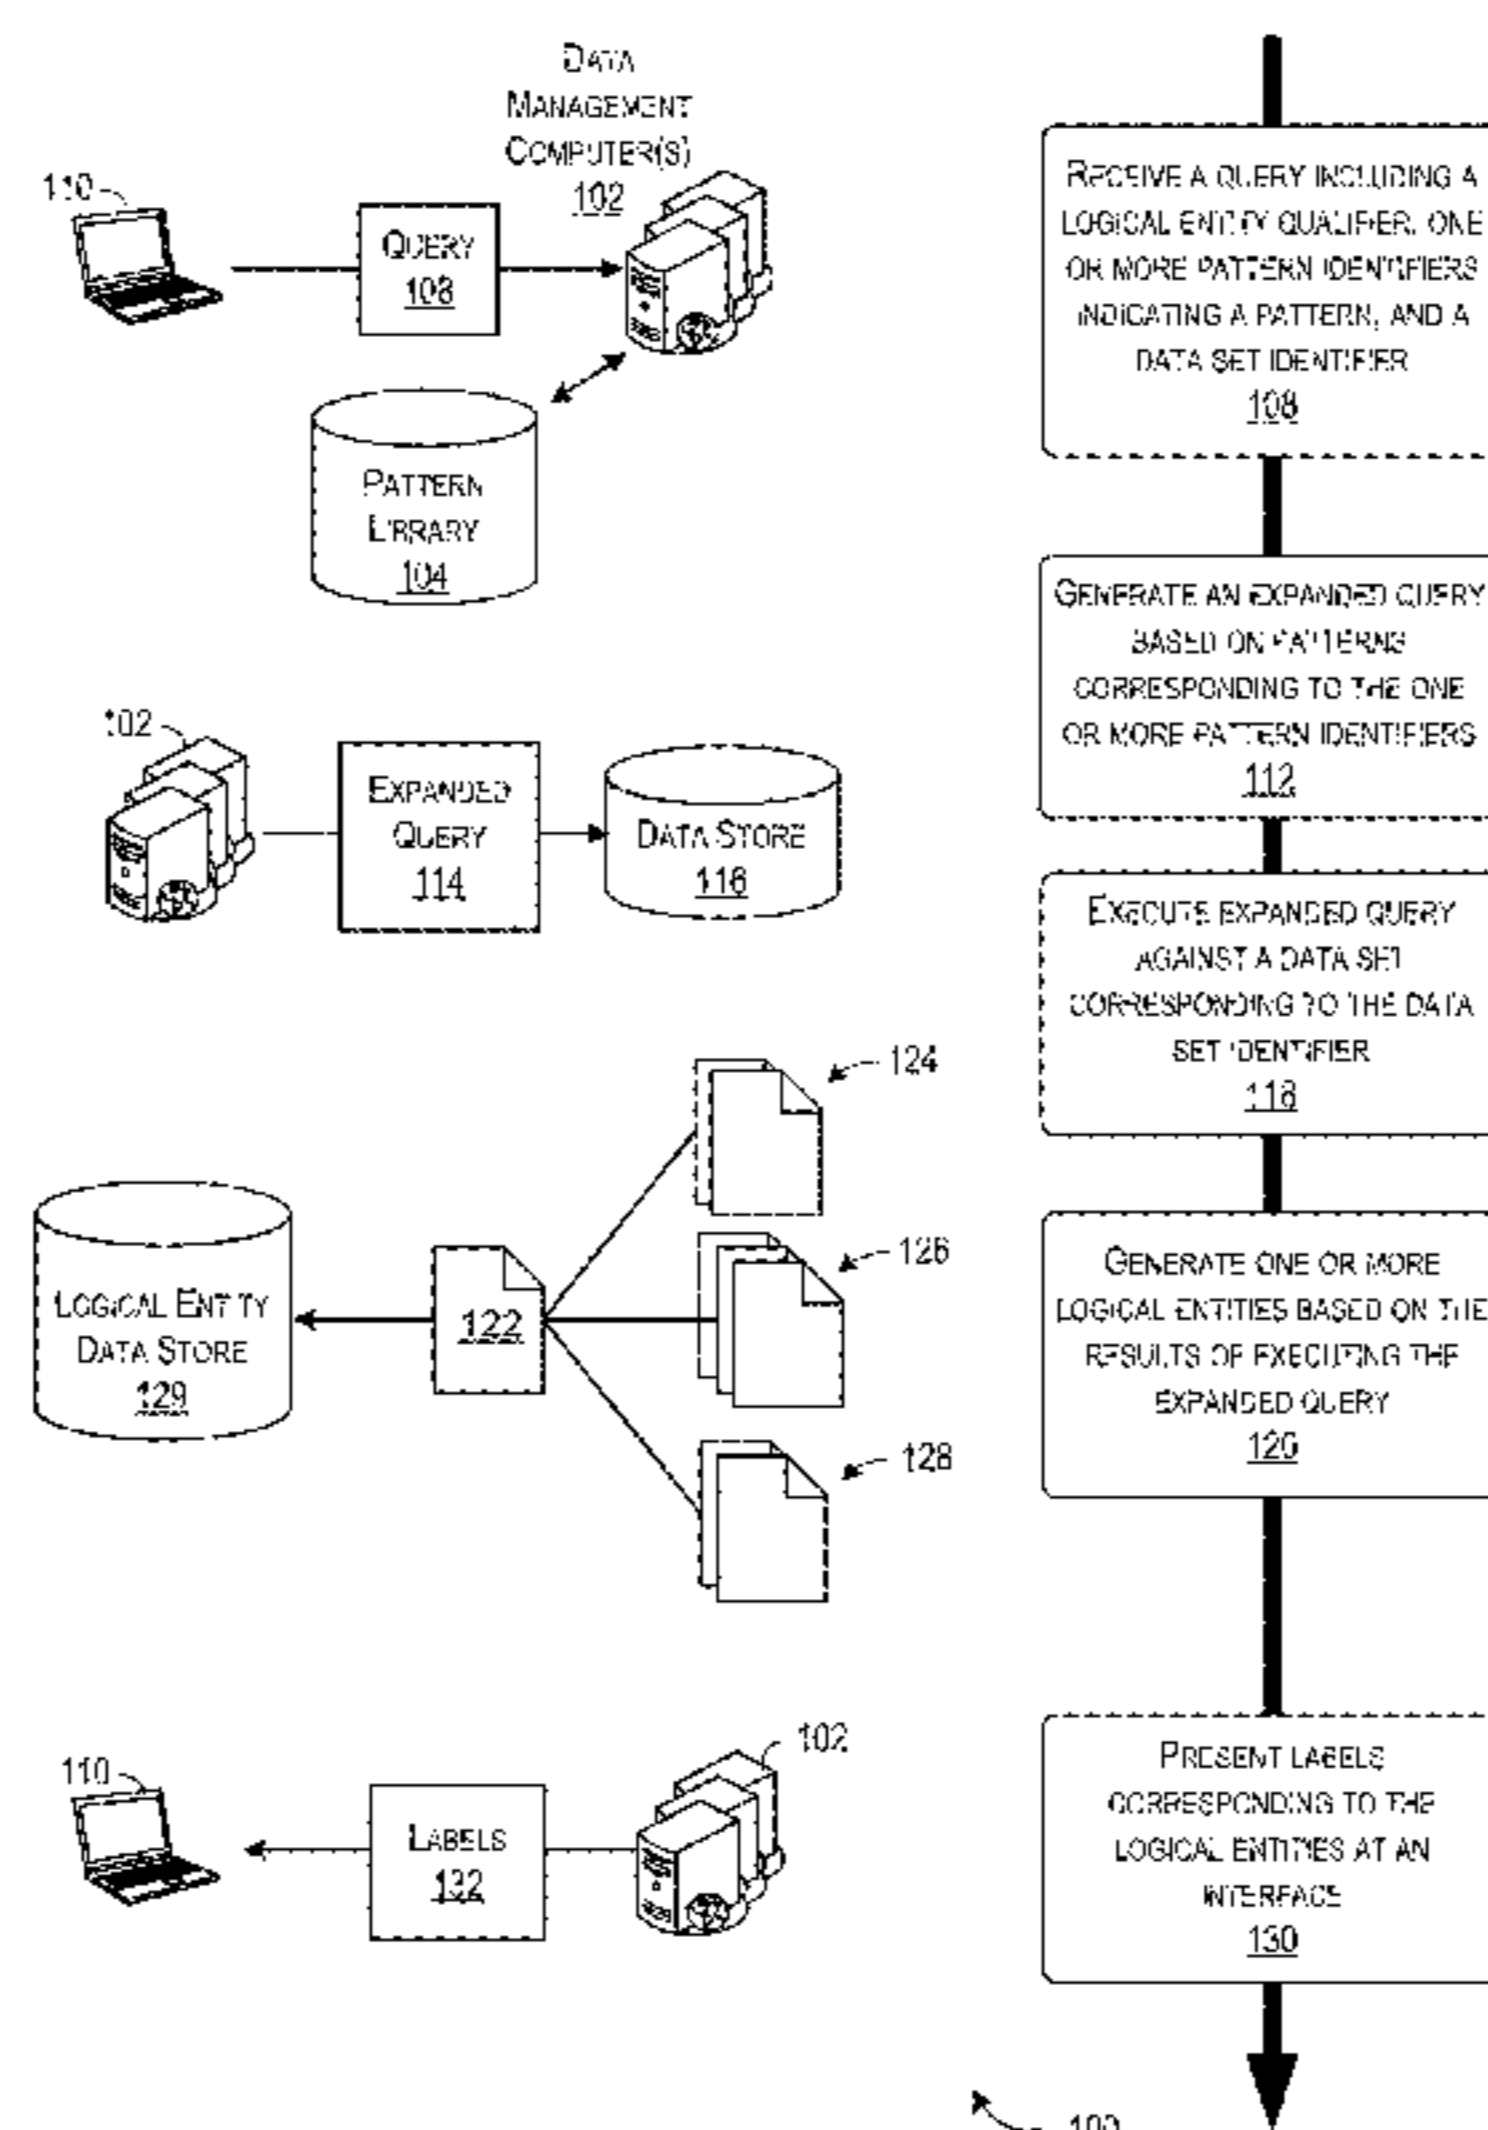 DATA
MANAGEMENT
COMPUTER(S)
102
110
QUERY
PATTERN
LIBRARY
104
RECEIVE A QUERY INCLUDING A
LOGICAL ENTITY QUALIFIER, ONE
OR MORE PATTERN IDENTIFIERS
INDICATING A PATTERN, AND A
DATA SET IDENTIFIER
108
102
EXPANDED
QUERY
114
DATA STORE
116
GENERATE AN EXPANDED QUERY
BASED ON PATTERNS
CORRESPONDING TO THE ONE
OR MORE PATTERN IDENTIFIERS
112
EXECUTE EXPANDED QUERY
AGAINST A DATA SET
CORRESPONDING TO THE DATA
SET IDENTIFIER
118
124
126
128
122
LOGICAL ENTITY
DATA STORE
129
GENERATE ONE OR MORE
LOGICAL ENTITIES BASED ON THE
RESULTS OF EXECUTING THE
EXPANDED QUERY
120
110
LABELS
132
102
PRESENT LABELS
CORRESPONDING TO THE
LOGICAL ENTITIES AT AN
INTERFACE
130